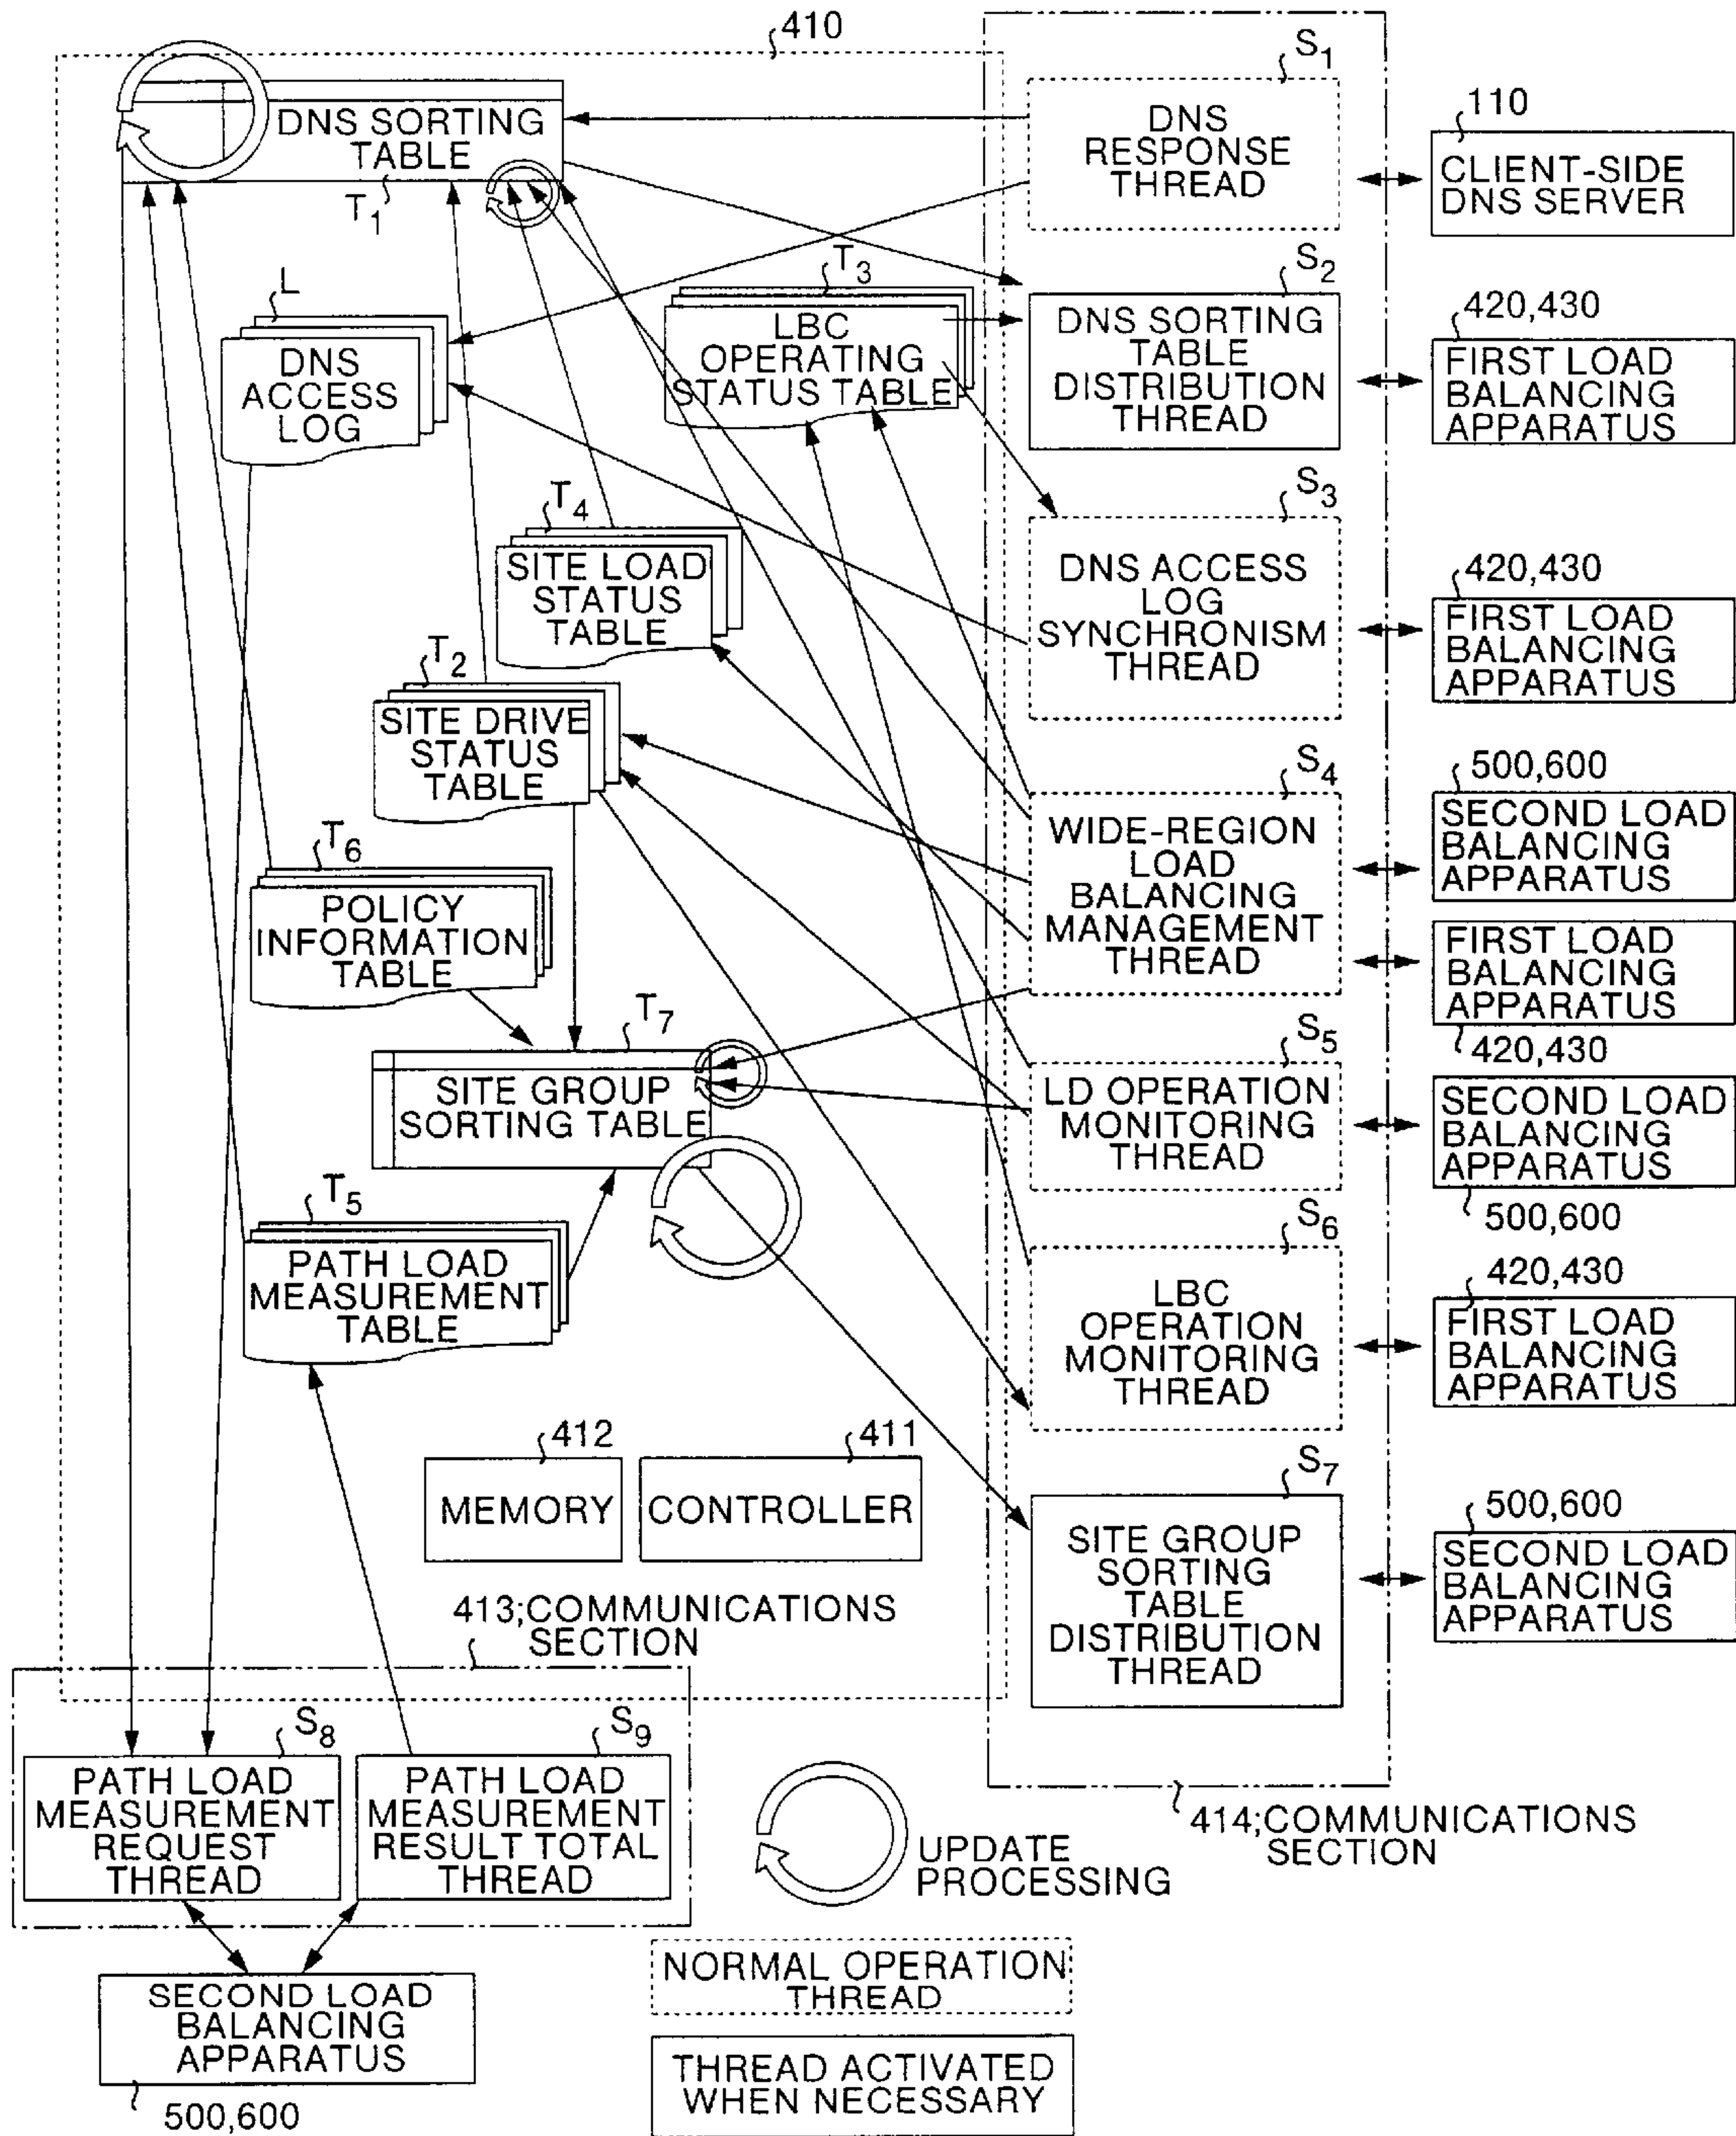 410
DNS SORTING
TABLE
T1
S1
DNS
RESPONSE
THREAD
110
CLIENT-SIDE
DNS SERVER
L
DNS
ACCESS
LOG
T3
LBC
OPERATING
STATUS TABLE
S2
DNS SORTING
TABLE
DISTRIBUTION
THREAD
420,430
FIRST LOAD
BALANCING
APPARATUS
T4
SITE LOAD
STATUS
TABLE
S3
DNS ACCESS
LOG
SYNCHRONISM
THREAD
420,430
FIRST LOAD
BALANCING
APPARATUS
T2
SITE DRIVE
STATUS
TABLE
S4
WIDE-REGION
LOAD
BALANCING
MANAGEMENT
THREAD
500,600
SECOND LOAD
BALANCING
APPARATUS
FIRST LOAD
BALANCING
APPARATUS
420,430
T6
POLICY
INFORMATION
TABLE
T7
SITE GROUP
SORTING TABLE
S5
LD OPERATION
MONITORING
THREAD
SECOND LOAD
BALANCING
APPARATUS
500,600
T5
PATH LOAD
MEASUREMENT
TABLE
S6
LBC
OPERATION
MONITORING
THREAD
420,430
FIRST LOAD
BALANCING
APPARATUS
412
MEMORY
411
CONTROLLER
S7
SITE GROUP
SORTING
TABLE
DISTRIBUTION
THREAD
500,600
SECOND LOAD
BALANCING
APPARATUS
413;COMMUNICATIONS
SECTION
S8
PATH LOAD
MEASUREMENT
REQUEST
THREAD
S9
PATH LOAD
MEASUREMENT
RESULT TOTAL
THREAD
414;COMMUNICATIONS
SECTION
UPDATE
PROCESSING
SECOND LOAD
BALANCING
APPARATUS
500,600
NORMAL OPERATION
THREAD
THREAD ACTIVATED
WHEN NECESSARY